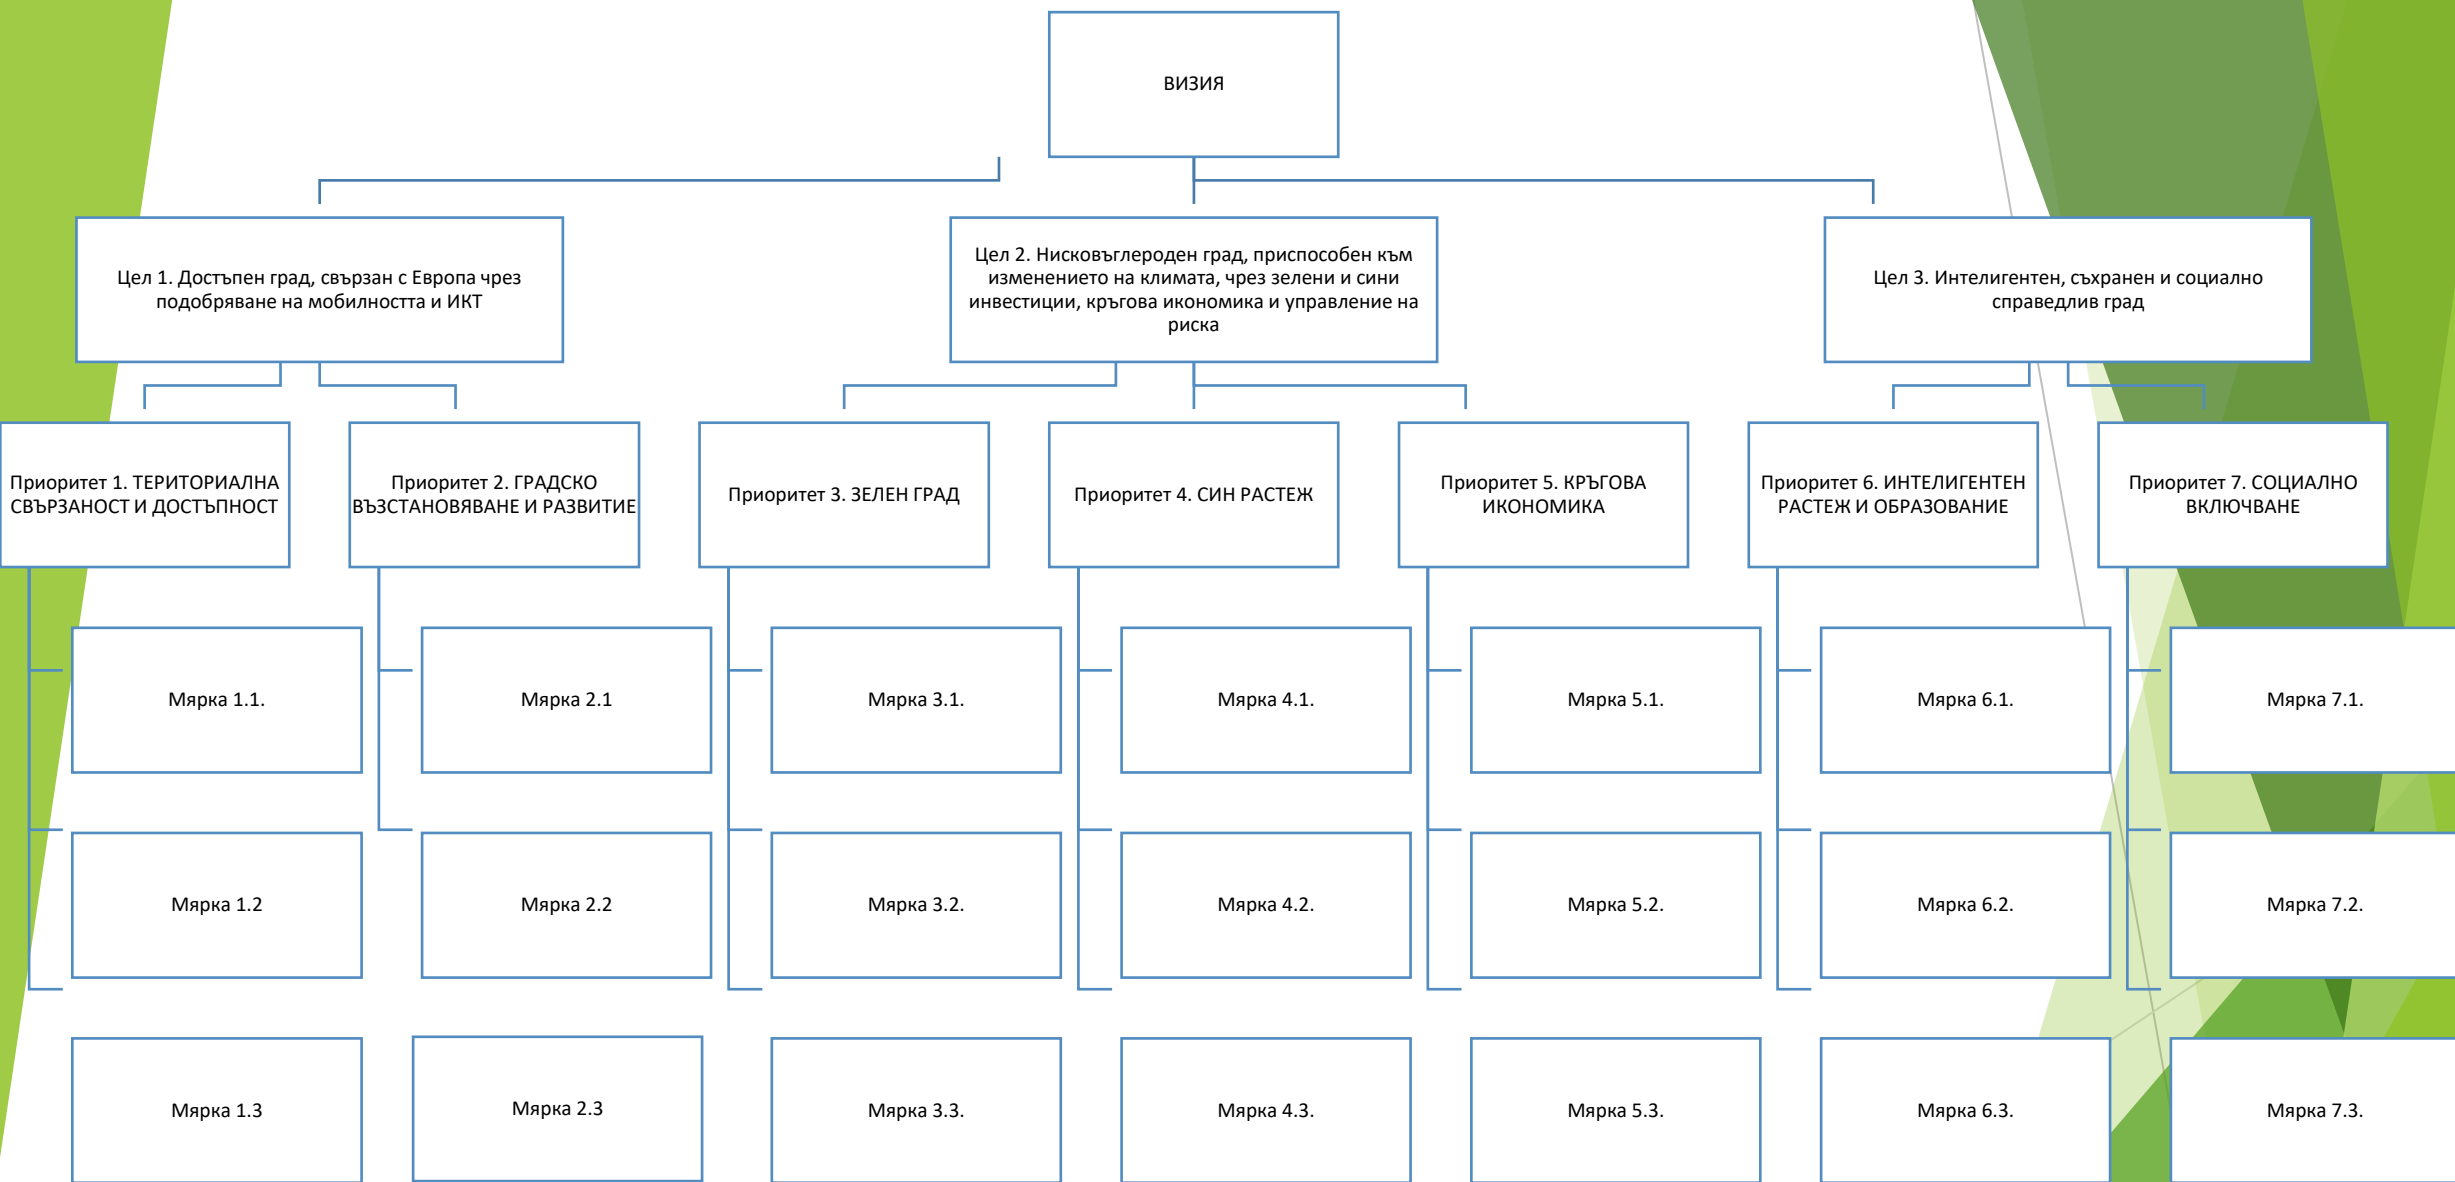 ВИЗИЯ
Цел 1. Достъпен град, свързан с Европа чрез
подобряване на мобилността и ИКТ
Цел 2. Нисковъглероден град, приспособен към
изменението на климата, чрез зелени и сини
инвестиции, кръгова икономика и управление на
риска
Цел 3. Интелигентен, съхранен и социално
справедлив град
Приоритет 1. ТЕРИТОРИАЛНА
СВЪРЗАНОСТ И ДОСТЪПНОСТ
Приоритет 2. ГРАДСКО
ВЪЗСТАНОВЯВАНЕ И РАЗВИТИЕ
Приоритет 3. ЗЕЛЕН ГРАД
Приоритет 4. СИН РАСТЕЖ
Приоритет 5. КРЪГОВА
ИКОНОМИКА
Приоритет 6. ИНТЕЛИГЕНТЕН
РАСТЕЖ И ОБРАЗОВАНИЕ
Приоритет 7. СОЦИАЛНО
ВКЛЮЧВАНЕ
Мярка 1.1.
Мярка 2.1
Мярка 3.1.
Мярка 4.1.
Мярка 5.1.
Мярка 6.1.
Мярка 7.1.
Мярка 1.2
Мярка 2.2
Мярка 3.2.
Мярка 4.2.
Мярка 5.2.
Мярка 6.2.
Мярка 7.2.
Мярка 1.3
Мярка 2.3
Мярка 3.3.
Мярка 4.3.
Мярка 5.3.
Мярка 6.3.
Мярка 7.3.